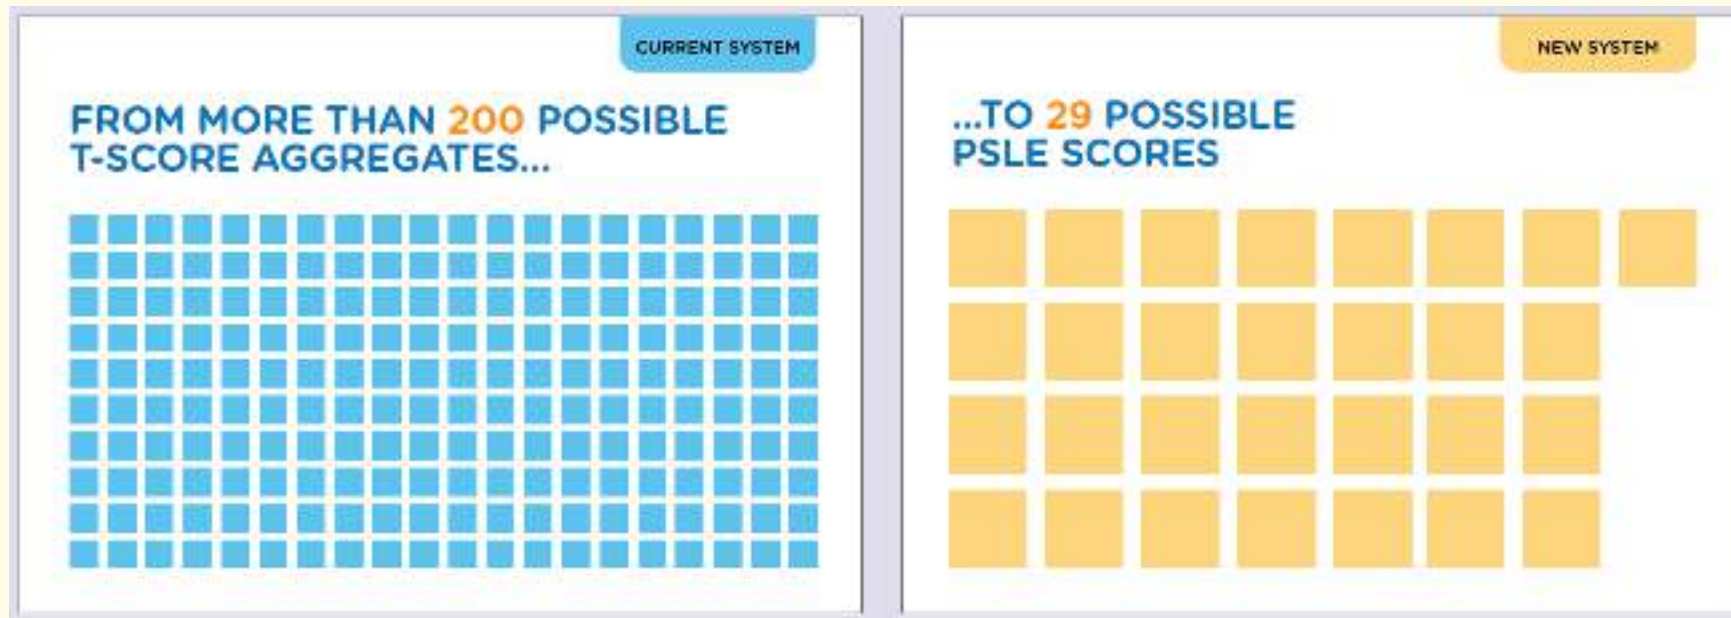 CURRENT SYSTEM
FROM MORE THAN 200 POSSIBLE
T-SCORE AGGREGATES...
NEW SYSTEM
...TO 29 POSSIBLE
PSLE SCORES